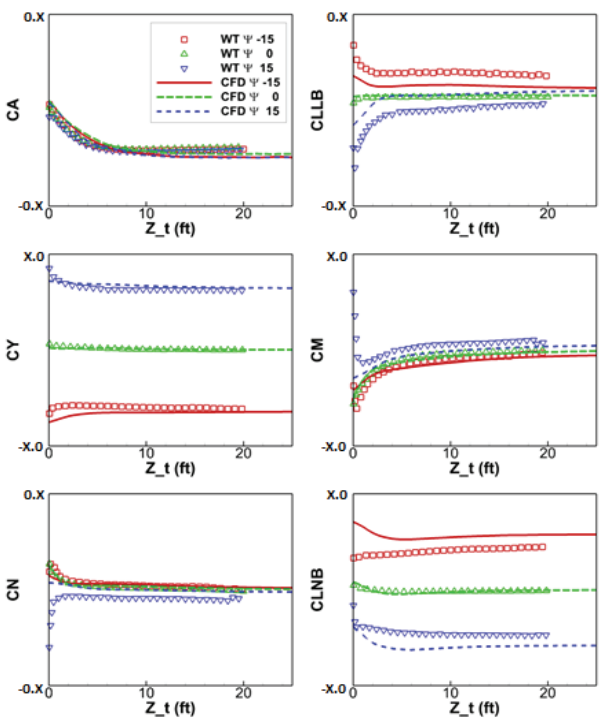 0.X
CA
-0.X
0
10
20
Z_t (ft)
WT Ψ -15
WT Ψ 0
WT Ψ 15
CFD Ψ -15
CFD Ψ 0
CFD Ψ 15
0.X
CLLB
-0.X
0
10
20
Z_t (ft)
X.0
CY
-X.0
0
10
20
Z_t (ft)
X.0
CM
-X.0
0
10
20
Z_t (ft)
0.X
CN
-0.X
0
10
20
Z_t (ft)
X.0
CLNB
-X.0
0
10
20
Z_t (ft)